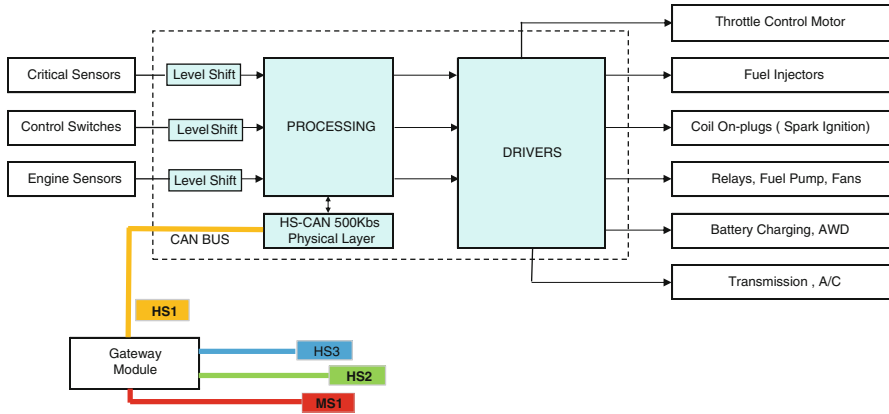 Throttle Control Motor
Critical Sensors
Level Shift
Fuel Injectors
Control Switches
Level Shift
PROCESSING
Coil On-plugs ( Spark Ignition)
DRIVERS
Engine Sensors
Level Shift
Relays, Fuel Pump, Fans
HS-CAN 500Kbs
Physical Layer
CAN BUS
Battery Charging, AWD
Transmission , A/C
HS1
Gateway
Module
HS3
HS2
MS1